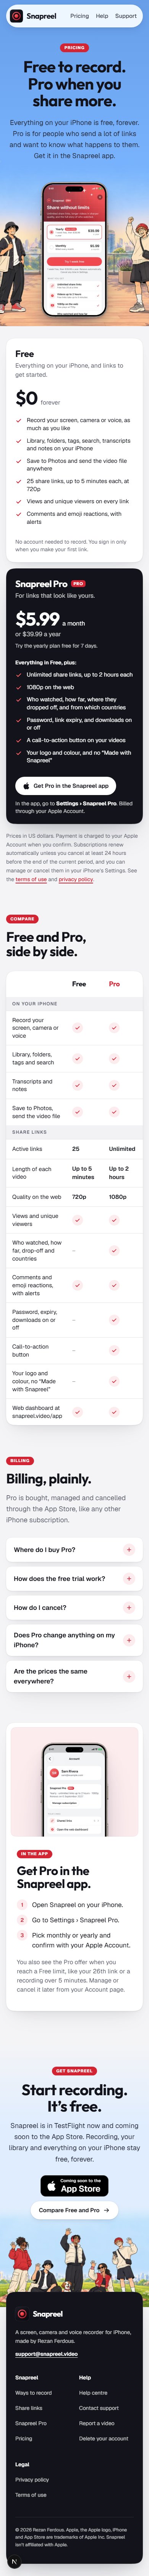 Snapreel Pricing Help Support
PRICING
Free to record.
Pro when you
share more.
Everything on your iPhone is free, forever.
Pro is for people who send a lot of links
and want to know what happens to them.
Get it in the Snapreel app.
Share without limits
Free
Everything on your iPhone, and links to
get started.
$0 forever
Record your screen, camera or voice, as
much as you like
Library, folders, tags, search, transcripts
and notes on your iPhone
Save to Photos and send the video file
anywhere
25 share links, up to 5 minutes each, at
720p
Views and unique viewers on every link
Comments and emoji reactions, with
alerts
No account needed to record. You sign in only
when you make your first link.
Snapreel Pro PRO
For links that look like yours.
$5.99 a month
or $39.99 a year
Try the yearly plan free for 7 days.
Everything in Free, plus:
Unlimited share links, up to 2 hours each
1080p on the web
Who watched, how far, where they
dropped off, and from which countries
Password, link expiry, and downloads on
or off
A call-to-action button on your videos
Your logo and colour, and no "Made with
Snapreel"
Get Pro in the Snapreel app
In the app, go to Settings › Snapreel Pro. Billed
through your Apple Account.
Prices in US dollars. Payment is charged to your Apple
Account when you confirm. Subscriptions renew
automatically unless you cancel at least 24 hours
before the end of the current period, and you can
manage or cancel them in your iPhone's Settings. See
the terms of use and privacy policy.
COMPARE
Free and Pro,
side by side.
Free Pro
ON YOUR IPHONE
Record your
screen, camera or
voice
Library, folders,
tags and search
Transcripts and
notes
Save to Photos,
send the video file
SHARE LINKS
Active links 25 Unlimited
Length of each
video
Up to 5
minutes
Up to 2
hours
Quality on the web 720p 1080p
Views and unique
viewers
Who watched, how
far, drop-off and
countries
–
Comments and
emoji reactions,
with alerts
Password, expiry,
downloads on or
off
–
Call-to-action
button
–
Your logo and
colour, no "Made
with Snapreel"
–
Web dashboard at
snapreel.video/app
BILLING
Billing, plainly.
Pro is bought, managed and cancelled
through the App Store, like any other
iPhone subscription.
Where do I buy Pro?
How does the free trial work?
How do I cancel?
Does Pro change anything on my
iPhone?
Are the prices the same
everywhere?
IN THE APP
Get Pro in the
Snapreel app.
1 Open Snapreel on your iPhone.
2 Go to Settings › Snapreel Pro.
3 Pick monthly or yearly and
confirm with your Apple Account.
You also see the Pro offer when you
reach a Free limit, like your 26th link or a
recording over 5 minutes. Manage or
cancel it later from your Account page.
GET SNAPREEL
Start recording.
It's free.
Snapreel is in TestFlight now and coming
soon to the App Store. Recording, your
library and everything on your iPhone stay
free, forever.
Coming soon to the
App Store
Compare Free and Pro
Snapreel
A screen, camera and voice recorder for iPhone,
made by Rezan Ferdous.
support@snapreel.video
Snapreel Help
Ways to record Help centre
Share links Contact support
Snapreel Pro Report a video
Pricing Delete your account
Legal
Privacy policy
Terms of use
© 2026 Rezan Ferdous. Apple, the Apple logo, iPhone
and App Store are trademarks of Apple Inc. Snapreel
isn't affiliated with Apple.
N